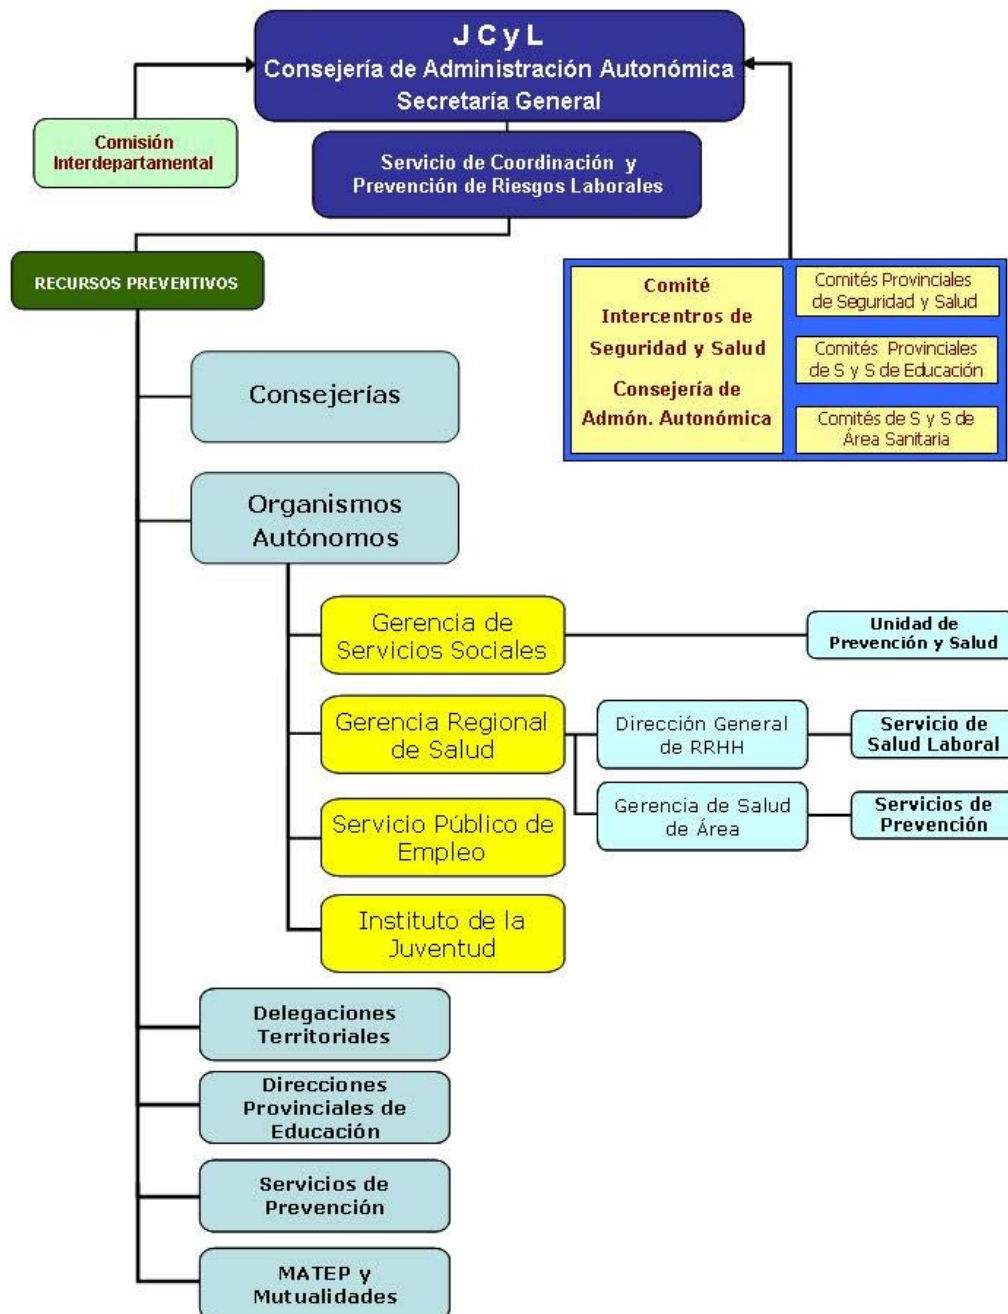 JCyL
Consejería de Administración Autonómica
Secretaría General
Comisión
Interdepartamental
Servicio de Coordinación y
Prevención de Riesgos Laborales
RECURSOS PREVENTIVOS
Comité
Intercentros de
Seguridad y Salud
Consejería de
Admón. Autonómica
Comités Provinciales
de Seguridad y Salud
Comités Provinciales
de S y S de Educación
Comités de S y S de
Área Sanitaria
Consejerías
Organismos
Autónomos
Gerencia de
Servicios Sociales
Unidad de
Prevención y Salud
Gerencia Regional
de Salud
Dirección General
de RRHH
Servicio de
Salud Laboral
Gerencia de Salud
de Área
Servicios de
Prevención
Servicio Público de
Empleo
Instituto de la
Juventud
Delegaciones
Territoriales
Direcciones
Provinciales de
Educación
Servicios de
Prevención
MATEP y
Mutualidades